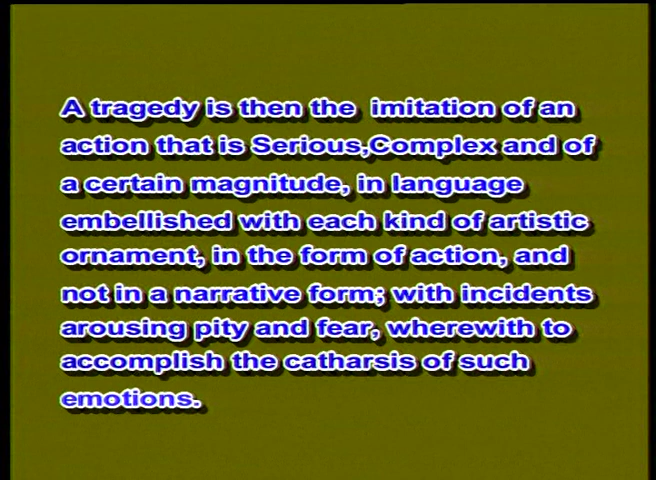 A tragedy is then the imitation of an
action that is Serious,Complex and of
a certain magnitude, in language
embellished with each kind of artistic
ornament, in the form of action, and
not in a narrative form; with incidents
arousing pity and fear, wherewith to
accomplish the catharsis of such
emotions.